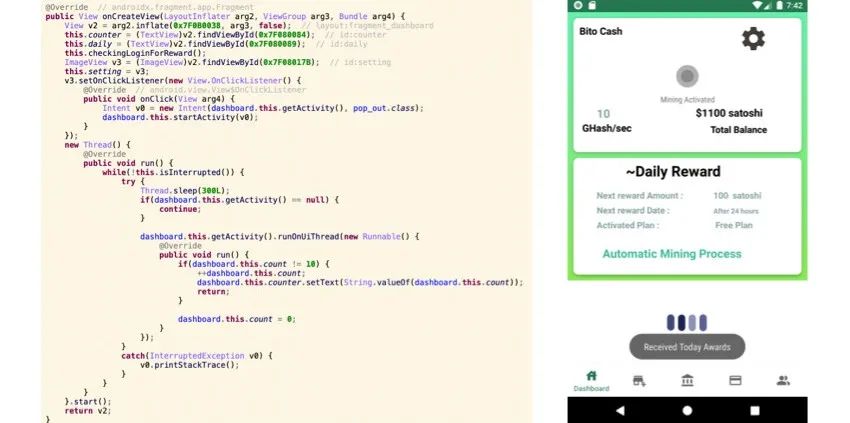 @Override  // androidx.fragment.app.Fragment
public View onCreateView(LayoutInflater arg2, ViewGroup arg3, Bundle arg4) {
    View v2 = arg2.inflate(0x7F0B0038, arg3, false);  // layout:fragment_dashboard
    this.counter = (TextView)v2.findViewById(0x7F080084);  // id:counter
    this.daily = (TextView)v2.findViewById(0x7F080089);  // id:daily
    this.checkingLoginForReward();
    ImageView v3 = (ImageView)v2.findViewById(0x7F08017B);  // id:setting
    this.setting = v3;
    v3.setOnClickListener(new View.OnClickListener() {
        @Override  // android.view.View$OnClickListener
        public void onClick(View arg4) {
            Intent v0 = new Intent(dashboard.this.getActivity(), pop_out.class);
            dashboard.this.startActivity(v0);
        }
    });
    new Thread() {
        @Override
        public void run() {
            while(!this.isInterrupted()) {
                try {
                    Thread.sleep(300L);
                    if(dashboard.this.getActivity() == null) {
                        continue;
                    }
                    dashboard.this.getActivity().runOnUiThread(new Runnable() {
                        @Override
                        public void run() {
                            if(dashboard.this.count != 10) {
                                ++dashboard.this.count;
                                dashboard.this.counter.setText(String.valueOf(dashboard.this.count));
                                return;
                            }
                            dashboard.this.count = 0;
                        }
                    });
                }
                catch(InterruptedException v0) {
                    v0.printStackTrace();
                }
            }
        }
    }.start();
    return v2;
}
7:42
Bito Cash
Mining Activated
10
$1100 satoshi
GHash/sec
Total Balance
~Daily Reward
Next reward Amount : 100 satoshi
Next reward Date : After 24 hours
Activated Plan : Free Plan
Automatic Mining Process
Received Today Awards
Dashboard